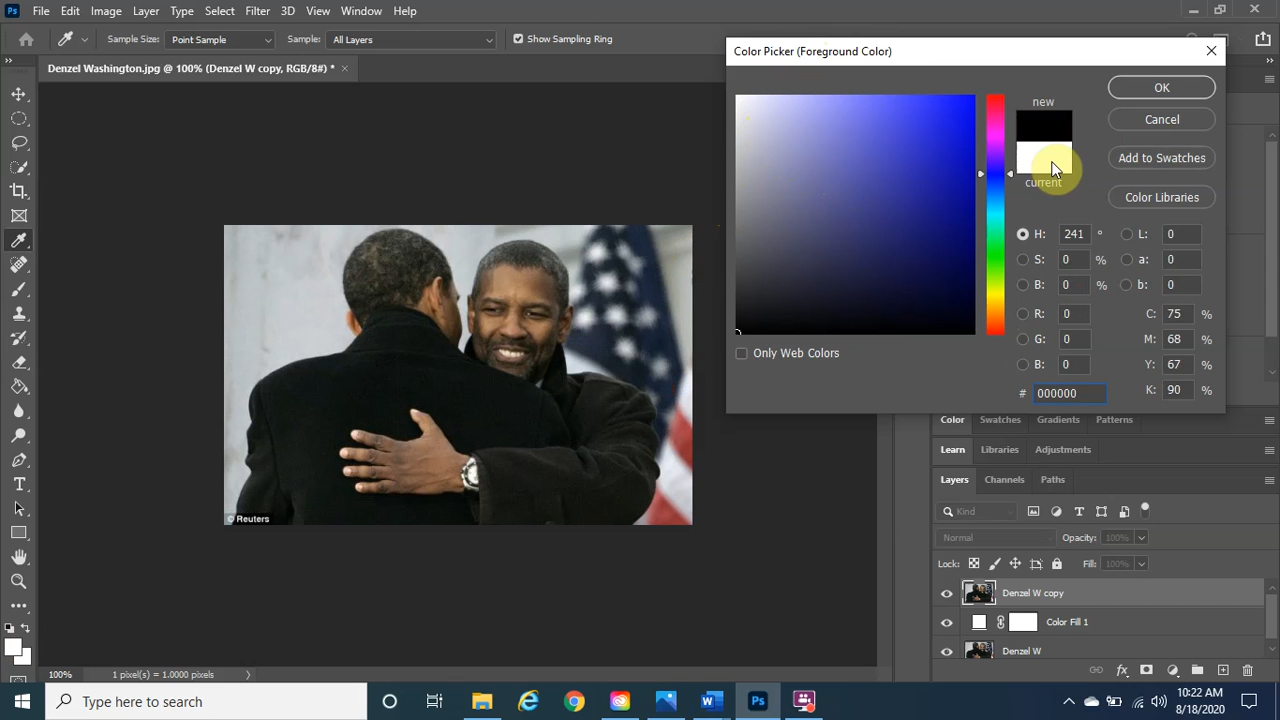 Ps File Edit Image Layer Type Select Filter 3D View Window Help
Sample Size: Point Sample Sample: All Layers Show Sampling Ring
Denzel Washington.jpg @ 100% (Denzel W copy, RGB/8#) * ×
Color Picker (Foreground Color)
new
current
OK
Cancel
Add to Swatches
Color Libraries
H: 241 ° L: 0
S: 0 % a: 0
B: 0 % b: 0
R: 0 C: 75 %
G: 0 M: 68 %
B: 0 Y: 67 %
# 000000 K: 90 %
Only Web Colors
© Reuters
Color Swatches Gradients Patterns
Learn Libraries Adjustments
Layers Channels Paths
Kind
Normal Opacity: 100%
Lock: Fill: 100%
Denzel W copy
Color Fill 1
Denzel W
100% 1 pixel(s) = 1.0000 pixels
Type here to search
10:22 AM
8/18/2020